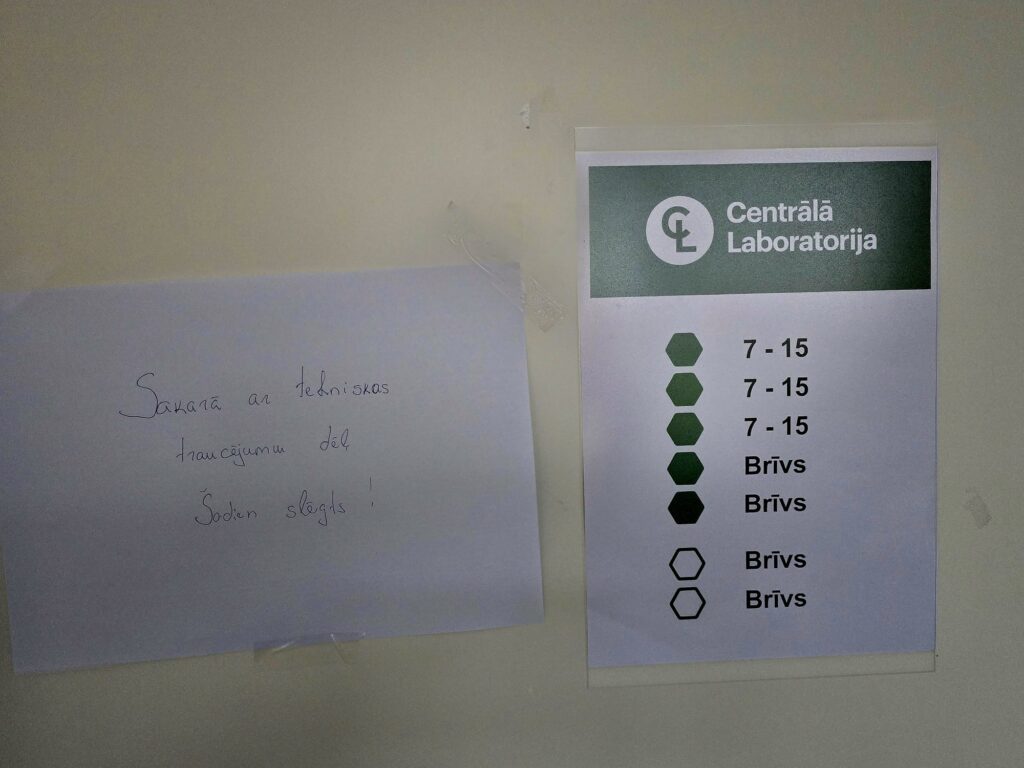 Sakarā ar tehniskas
traucējumu dēļ
Šodien slēgts !
CL
Centrālā
Laboratorija
7 - 15
7 - 15
7 - 15
Brīvs
Brīvs
Brīvs
Brīvs